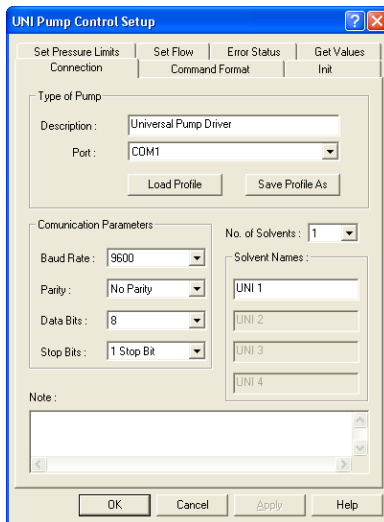 UNI Pump Control Setup
Set Pressure Limits Set Flow Error Status Get Values
Connection Command Format Init
Type of Pump
Description : Universal Pump Driver
Port : COM1
Load Profile Save Profile As
Comunication Parameters
No. of Solvents : 1
Baud Rate : 9600
Solvent Names :
Parity : No Parity
UNI 1
Data Bits : 8
UNI 2
Stop Bits : 1 Stop Bit
UNI 3
UNI 4
Note :
OK Cancel Apply Help